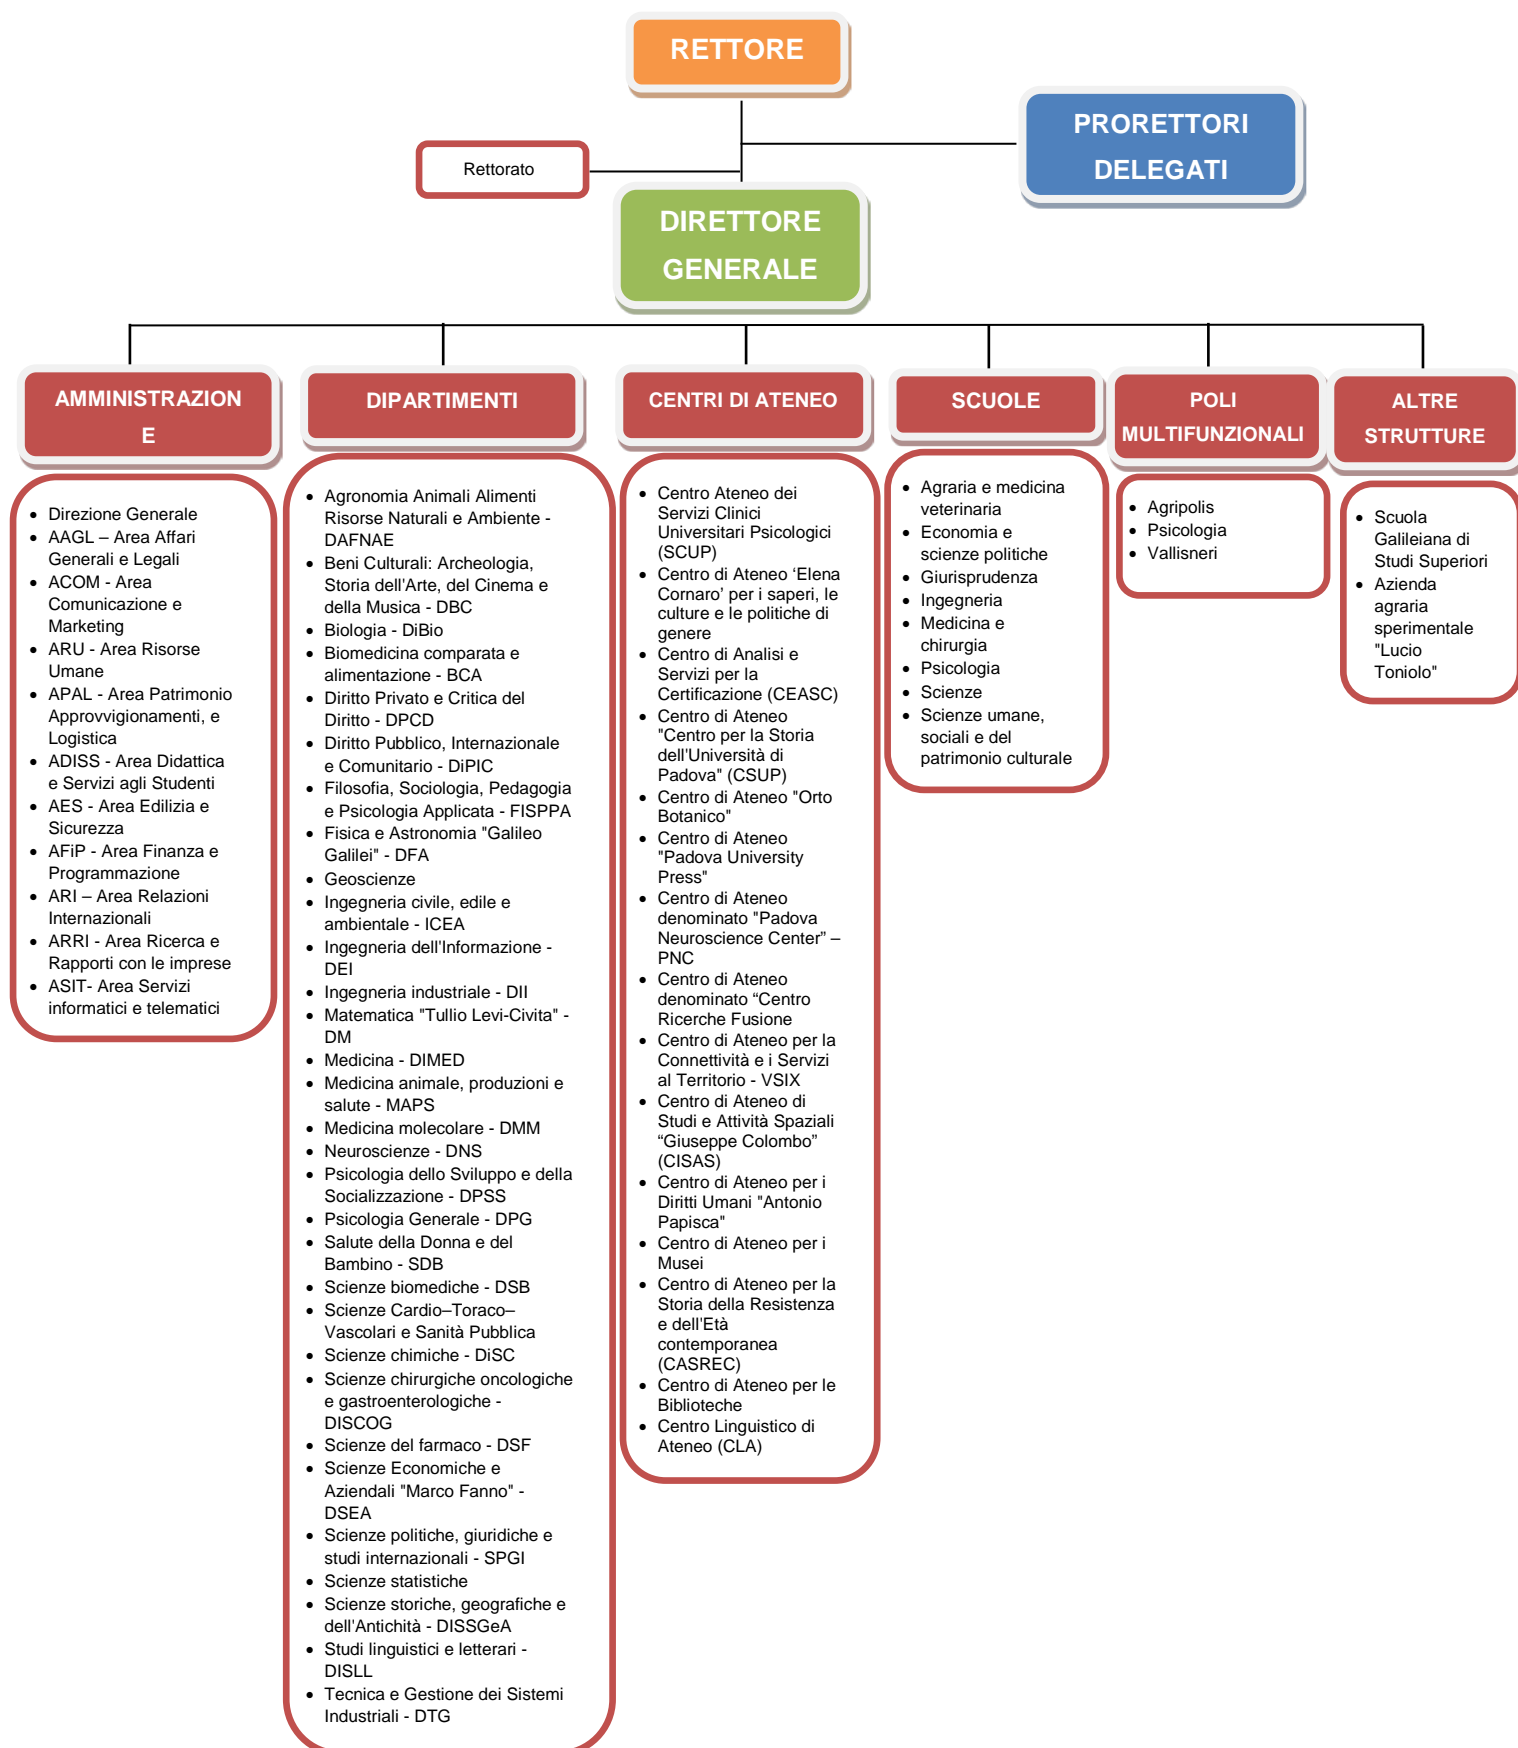 RETTORE
PRORETTORI
DELEGATI
Rettorato
DIRETTORE
GENERALE
AMMINISTRAZION
E
DIPARTIMENTI
CENTRI DI ATENEO
SCUOLE
POLI
MULTIFUNZIONALI
ALTRE
STRUTTURE
• Direzione Generale
• AAGL – Area Affari
Generali e Legali
• ACOM - Area
Comunicazione e
Marketing
• ARU - Area Risorse
Umane
• APAL - Area Patrimonio
Approvvigionamenti, e
Logistica
• ADISS - Area Didattica
e Servizi agli Studenti
• AES - Area Edilizia e
Sicurezza
• AFiP - Area Finanza e
Programmazione
• ARI – Area Relazioni
Internazionali
• ARRI - Area Ricerca e
Rapporti con le imprese
• ASIT- Area Servizi
informatici e telematici
• Agronomia Animali Alimenti
Risorse Naturali e Ambiente -
DAFNAE
• Beni Culturali: Archeologia,
Storia dell'Arte, del Cinema e
della Musica - DBC
• Biologia - DiBio
• Biomedicina comparata e
alimentazione - BCA
• Diritto Privato e Critica del
Diritto - DPCD
• Diritto Pubblico, Internazionale
e Comunitario - DiPIC
• Filosofia, Sociologia, Pedagogia
e Psicologia Applicata - FISPPA
• Fisica e Astronomia "Galileo
Galilei" - DFA
• Geoscienze
• Ingegneria civile, edile e
ambientale - ICEA
• Ingegneria dell'Informazione -
DEI
• Ingegneria industriale - DII
• Matematica "Tullio Levi-Civita" -
DM
• Medicina - DIMED
• Medicina animale, produzioni e
salute - MAPS
• Medicina molecolare - DMM
• Neuroscienze - DNS
• Psicologia dello Sviluppo e della
Socializzazione - DPSS
• Psicologia Generale - DPG
• Salute della Donna e del
Bambino - SDB
• Scienze biomediche - DSB
• Scienze Cardio–Toraco–
Vascolari e Sanità Pubblica
• Scienze chimiche - DiSC
• Scienze chirurgiche oncologiche
e gastroenterologiche -
DISCOG
• Scienze del farmaco - DSF
• Scienze Economiche e
Aziendali "Marco Fanno" -
DSEA
• Scienze politiche, giuridiche e
studi internazionali - SPGI
• Scienze statistiche
• Scienze storiche, geografiche e
dell'Antichità - DISSGeA
• Studi linguistici e letterari -
DISLL
• Tecnica e Gestione dei Sistemi
Industriali - DTG
• Centro Ateneo dei
Servizi Clinici
Universitari Psicologici
(SCUP)
• Centro di Ateneo ‘Elena
Cornaro’ per i saperi, le
culture e le politiche di
genere
• Centro di Analisi e
Servizi per la
Certificazione (CEASC)
• Centro di Ateneo
"Centro per la Storia
dell'Università di
Padova" (CSUP)
• Centro di Ateneo "Orto
Botanico"
• Centro di Ateneo
"Padova University
Press"
• Centro di Ateneo
denominato "Padova
Neuroscience Center” –
PNC
• Centro di Ateneo
denominato “Centro
Ricerche Fusione
• Centro di Ateneo per la
Connettività e i Servizi
al Territorio - VSIX
• Centro di Ateneo di
Studi e Attività Spaziali
“Giuseppe Colombo”
(CISAS)
• Centro di Ateneo per i
Diritti Umani "Antonio
Papisca"
• Centro di Ateneo per i
Musei
• Centro di Ateneo per la
Storia della Resistenza
e dell'Età
contemporanea
(CASREC)
• Centro di Ateneo per le
Biblioteche
• Centro Linguistico di
Ateneo (CLA)
• Agraria e medicina
veterinaria
• Economia e
scienze politiche
• Giurisprudenza
• Ingegneria
• Medicina e
chirurgia
• Psicologia
• Scienze
• Scienze umane,
sociali e del
patrimonio culturale
• Agripolis
• Psicologia
• Vallisneri
• Scuola
Galileiana di
Studi Superiori
• Azienda
agraria
sperimentale
"Lucio
Toniolo"